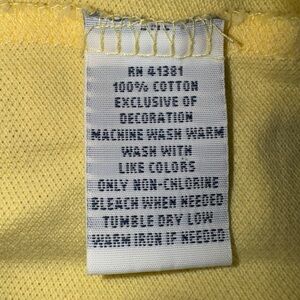 RN 41381
100% COTTON
EXCLUSIVE OF
DECORATION
MACHINE WASH WARM
WASH WITH
LIKE COLORS
ONLY NON-CHLORINE
BLEACH WHEN NEEDED
TUMBLE DRY LOW
WARM IRON IF NEEDED